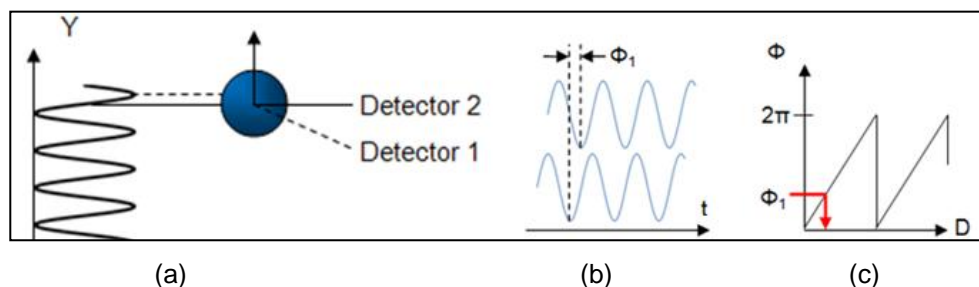 Y
Detector 2
Detector 1
Φ₁
t
Φ
2π
Φ₁
D
(a)
(b)
(c)